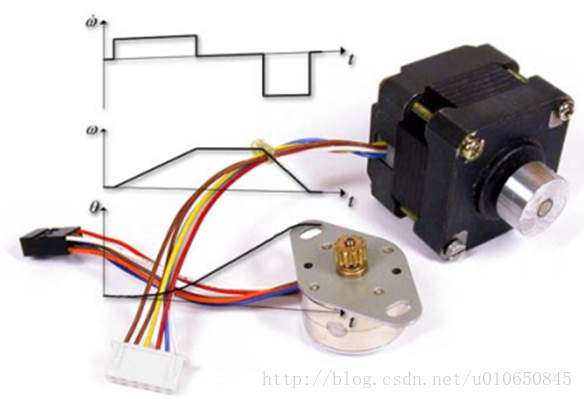 ω̇
t
ω
t
θ
t
http://blog.csdn.net/u010650845